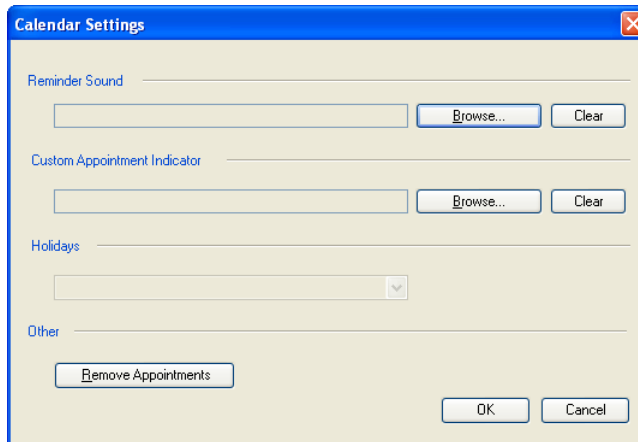 Calendar Settings
Reminder Sound
Browse... Clear
Custom Appointment Indicator
Browse... Clear
Holidays
Other
Remove Appointments
OK Cancel